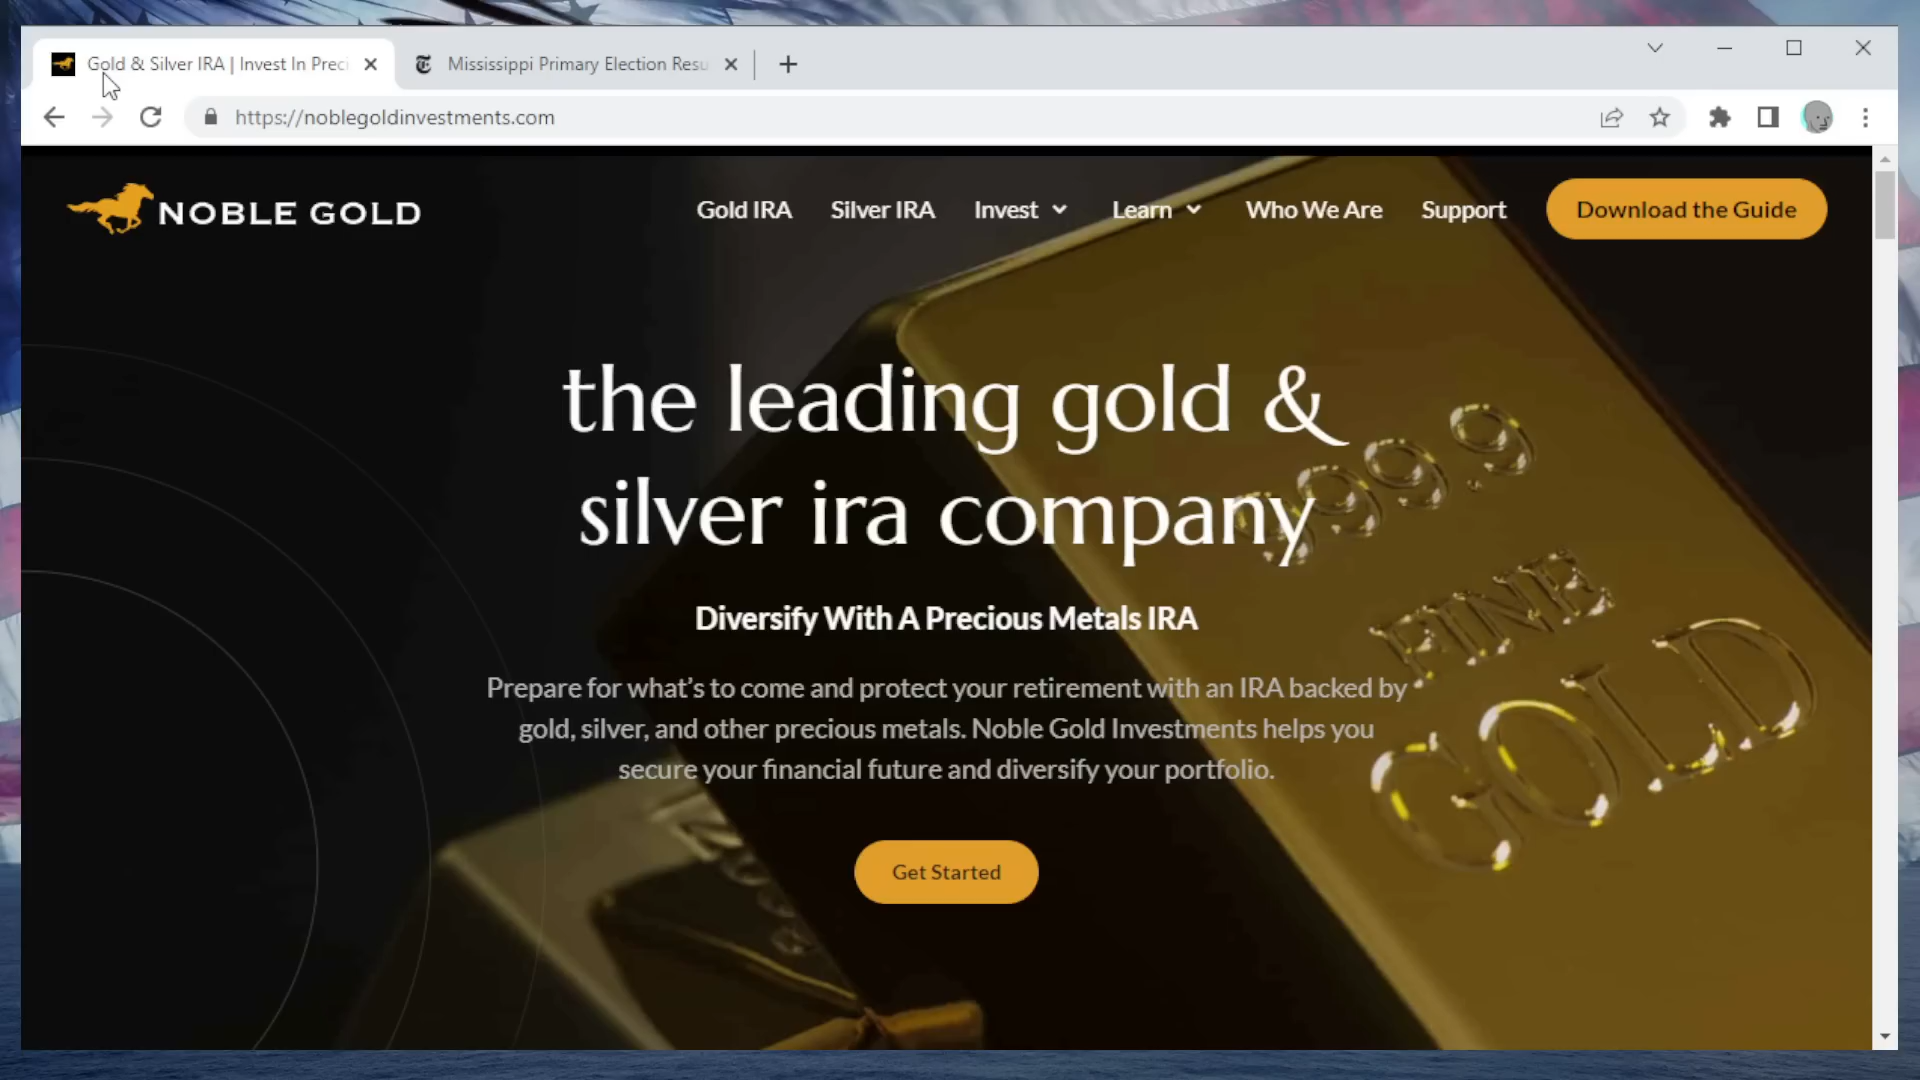 Gold & Silver IRA | Invest In Preci
Mississippi Primary Election Resu
https://noblegoldinvestments.com
NOBLE GOLD
Gold IRA
Silver IRA
Invest
Learn
Who We Are
Support
Download the Guide
the leading gold &
silver ira company
Diversify With A Precious Metals IRA
Prepare for what's to come and protect your retirement with an IRA backed by
gold, silver, and other precious metals. Noble Gold Investments helps you
secure your financial future and diversify your portfolio.
Get Started
999.9
FINE
GOLD